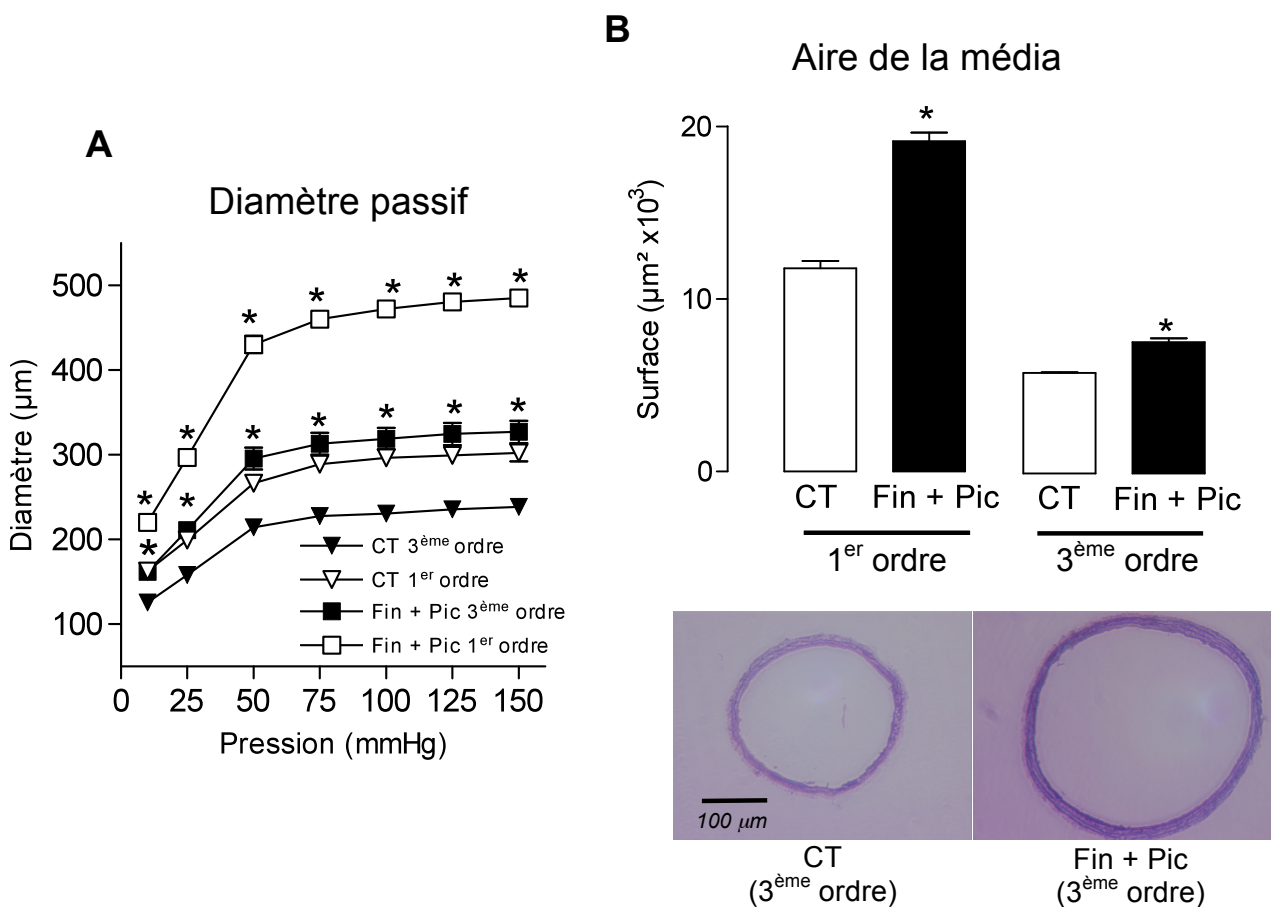 A
Diamètre passif
Diamètre (µm)
500
400
300
200
100
* * * * * * *
* * * * * * *
CT 3ème ordre
CT 1er ordre
Fin + Pic 3ème ordre
Fin + Pic 1er ordre
0 25 50 75 100 125 150
Pression (mmHg)
B
Aire de la média
Surface (µm² x10³)
20
10
0
*
*
CT Fin + Pic CT Fin + Pic
1er ordre 3ème ordre
100 µm
CT Fin + Pic
(3ème ordre) (3ème ordre)